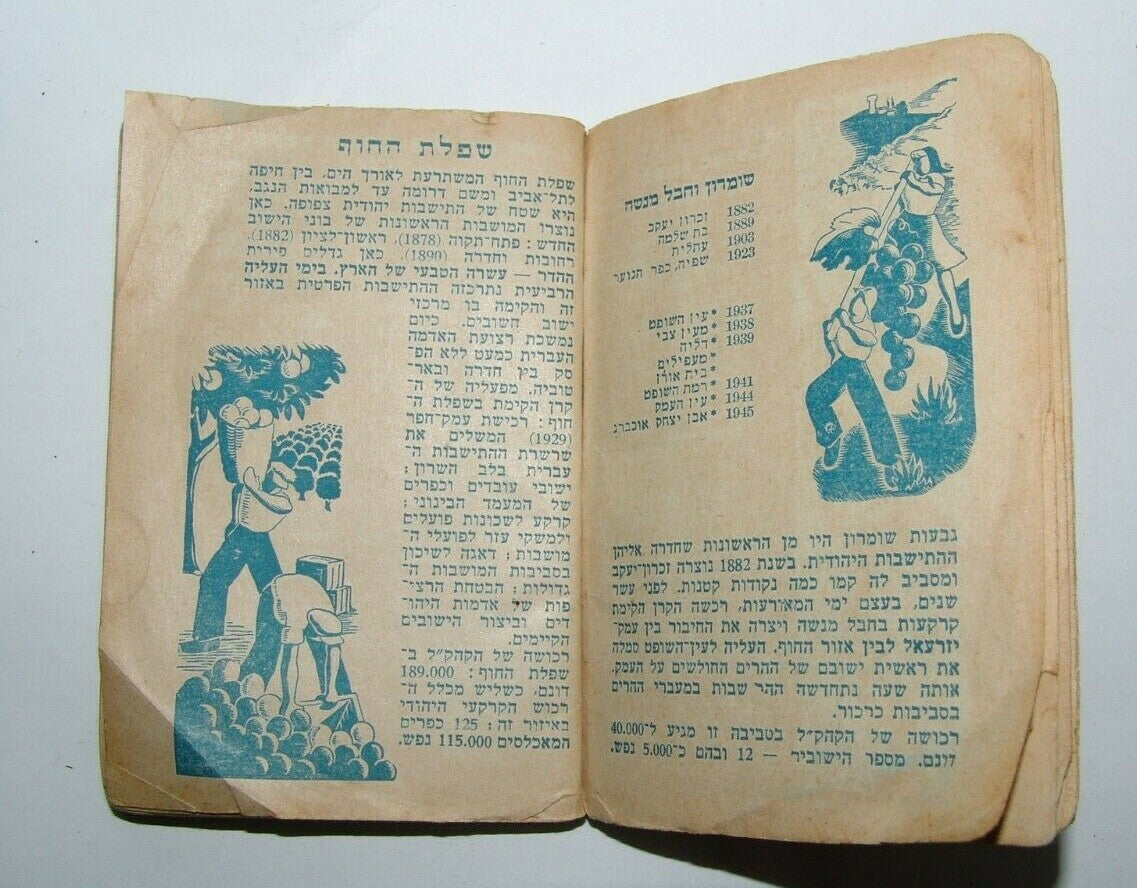 שומרון וחבל מנשה
1882 זכרון יעקב
1889 בת שלמה
1903 עתלית
1923 שפיה, כפר הנוער
1937 *עין השופט
1938 *מעין צבי
1939 *דליה
*מעפילים
*בית אורן
1941 *רמת השופט
1944 *עין העמק
1945 *אבן יצחק אוכברג
גבעות שומרון היו מן הראשונות שחדרה אליהן
ההתישבות היהודית. בשנת 1882 נוצרה זכרון־יעקב
ומסביב לה קמו כמה נקודות קטנות. לפני עשר
שנים, בעצם ימי המאורעות, רכשה הקרן הקימת
קרקעות בחבל מנשה ויצרה את החיבור בין עמק־
יזרעאל לבין אזור החוף. העליה לעין־השופט סמלה
את ראשית ישובם של ההרים החולשים על העמק,
אותה שעה נתחדשה ההתישבות במעברי ההרים
בסביבות כרכור.
רכושה של הקהק״ל בסביבה זו מגיע ל־40.000
דונם. מספר הישובים — 12 ובהם כ־5.000 נפש.
שפלת החוף
שפלת החוף המשתרעת לאורך הים, בין חיפה
לתל־אביב ומשם דרומה עד למבואות הנגב,
היא שטח של התישבות יהודית צפופה. כאן
נוצרו המושבות הראשונות של בוני הישוב
החדש: פתח־תקוה (1878), ראשון־לציון (1882),
רחובות וחדרה (1890). כאן גדלים פירית
ההדר — עשרה הטבעי של הארץ. בימי העליה
הרביעית נתרכזה ההתישבות הפרטית באזור
זה והקימה בו מרכזי
ישוב חשובים. כיום
נמשכת רצועת האדמה
העברית כמעט ללא הפ־
סק בין חדרה ובאר־
טוביה. מפעליה של ה־
קרן הקימת בשפלת ה־
חוף: רכישת עמק־חפר
(1929) המשלים את
שרשרת ההתישבות ה־
עברית בלב השרון;
ישובי עובדים וכפרים
של המעמד הבינוני;
קרקע לשכונות פועלים
ולמשקי עזר לפועלי ה־
מושבות; דאגה לשיכון
בסביבות המושבות ה־
גדולות; הבטחת הרצי־
פות של אדמות היהו־
דים וביצור הישובים
הקיימים.
רכושה של הקהק״ל ב־
שפלת החוף: 189.000
דונם, כשליש מכלל ה־
רכוש הקרקעי היהודי
באיזור זה; 125 כפרים
המאכלסים 115.000 נפש.